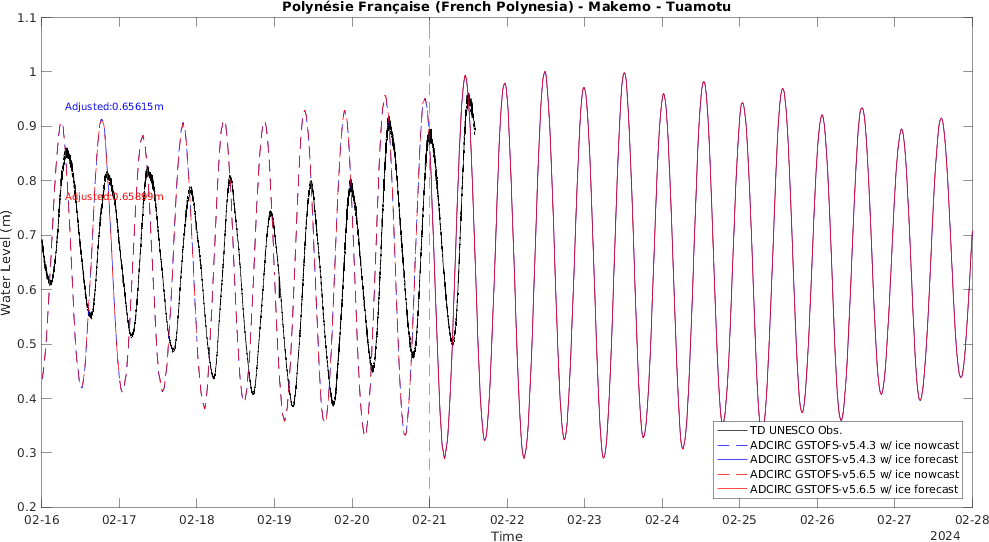 Polynésie Française (French Polynesia) - Makemo - Tuamotu
1.1
1
0.9
0.8
0.7
0.6
0.5
0.4
0.3
0.2
Water Level (m)
Adjusted:0.65615m
Adjusted:0.65899m
TD UNESCO Obs.
ADCIRC GSTOFS-v5.4.3 w/ ice nowcast
ADCIRC GSTOFS-v5.4.3 w/ ice forecast
ADCIRC GSTOFS-v5.6.5 w/ ice nowcast
ADCIRC GSTOFS-v5.6.5 w/ ice forecast
02-16 02-17 02-18 02-19 02-20 02-21 02-22 02-23 02-24 02-25 02-26 02-27 02-28
Time
2024